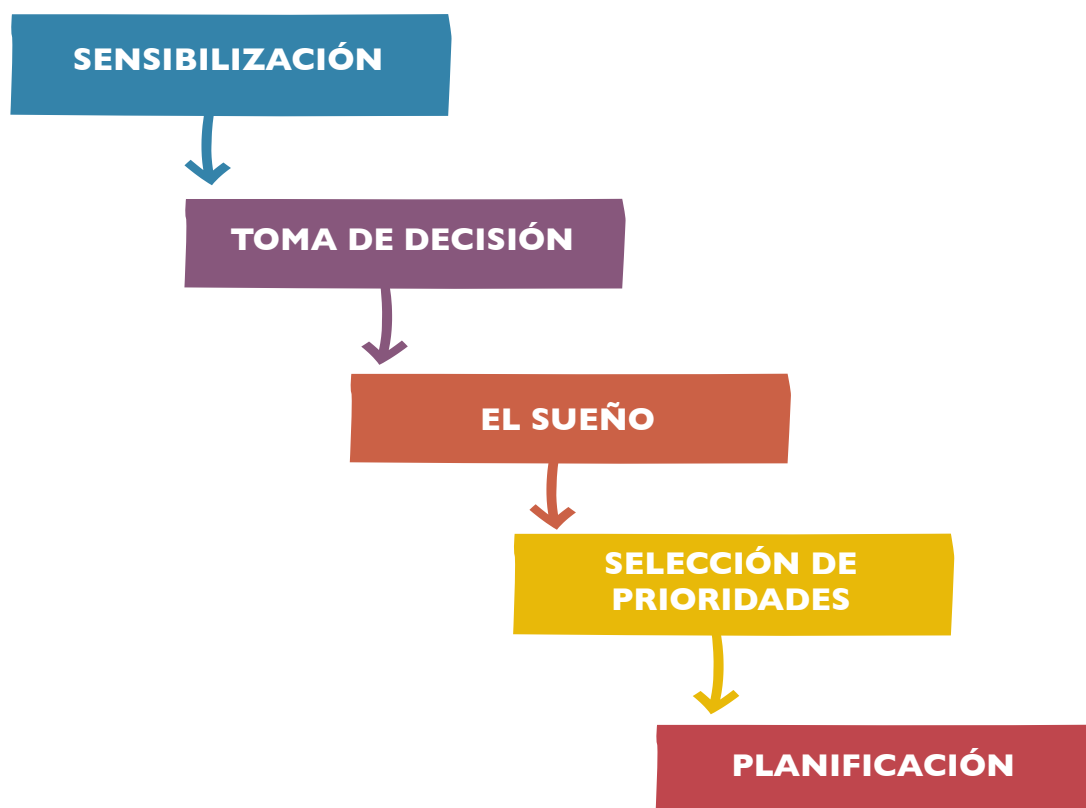 SENSIBILIZACIÓN
TOMA DE DECISIÓN
EL SUEÑO
SELECCIÓN DE
PRIORIDADES
PLANIFICACIÓN